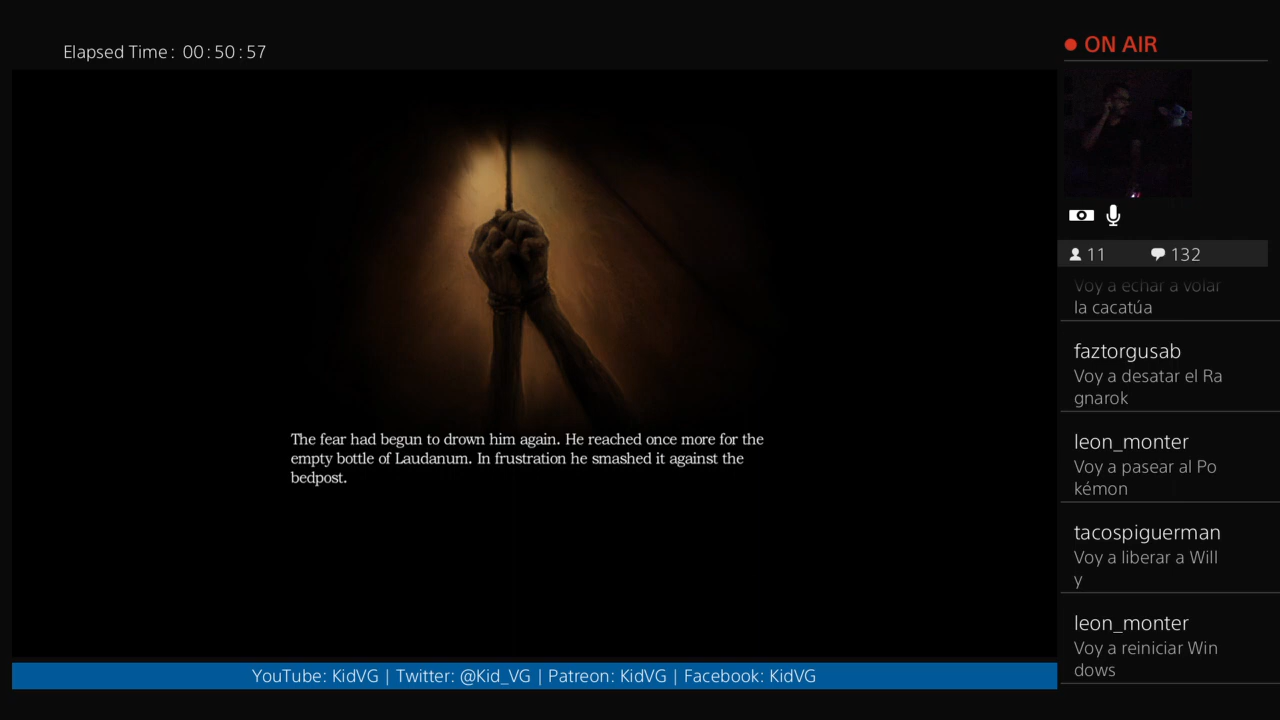 Elapsed Time: 00:50:57
ON AIR
11
132
Voy a echar a volar
la cacatúa
faztorgusab
Voy a desatar el Ra
gnarok
leon_monter
Voy a pasear al Po
kémon
tacospiguerman
Voy a liberar a Will
y
leon_monter
Voy a reiniciar Win
dows
The fear had begun to drown him again. He reached once more for the
empty bottle of Laudanum. In frustration he smashed it against the
bedpost.
YouTube: KidVG | Twitter: @Kid_VG | Patreon: KidVG | Facebook: KidVG